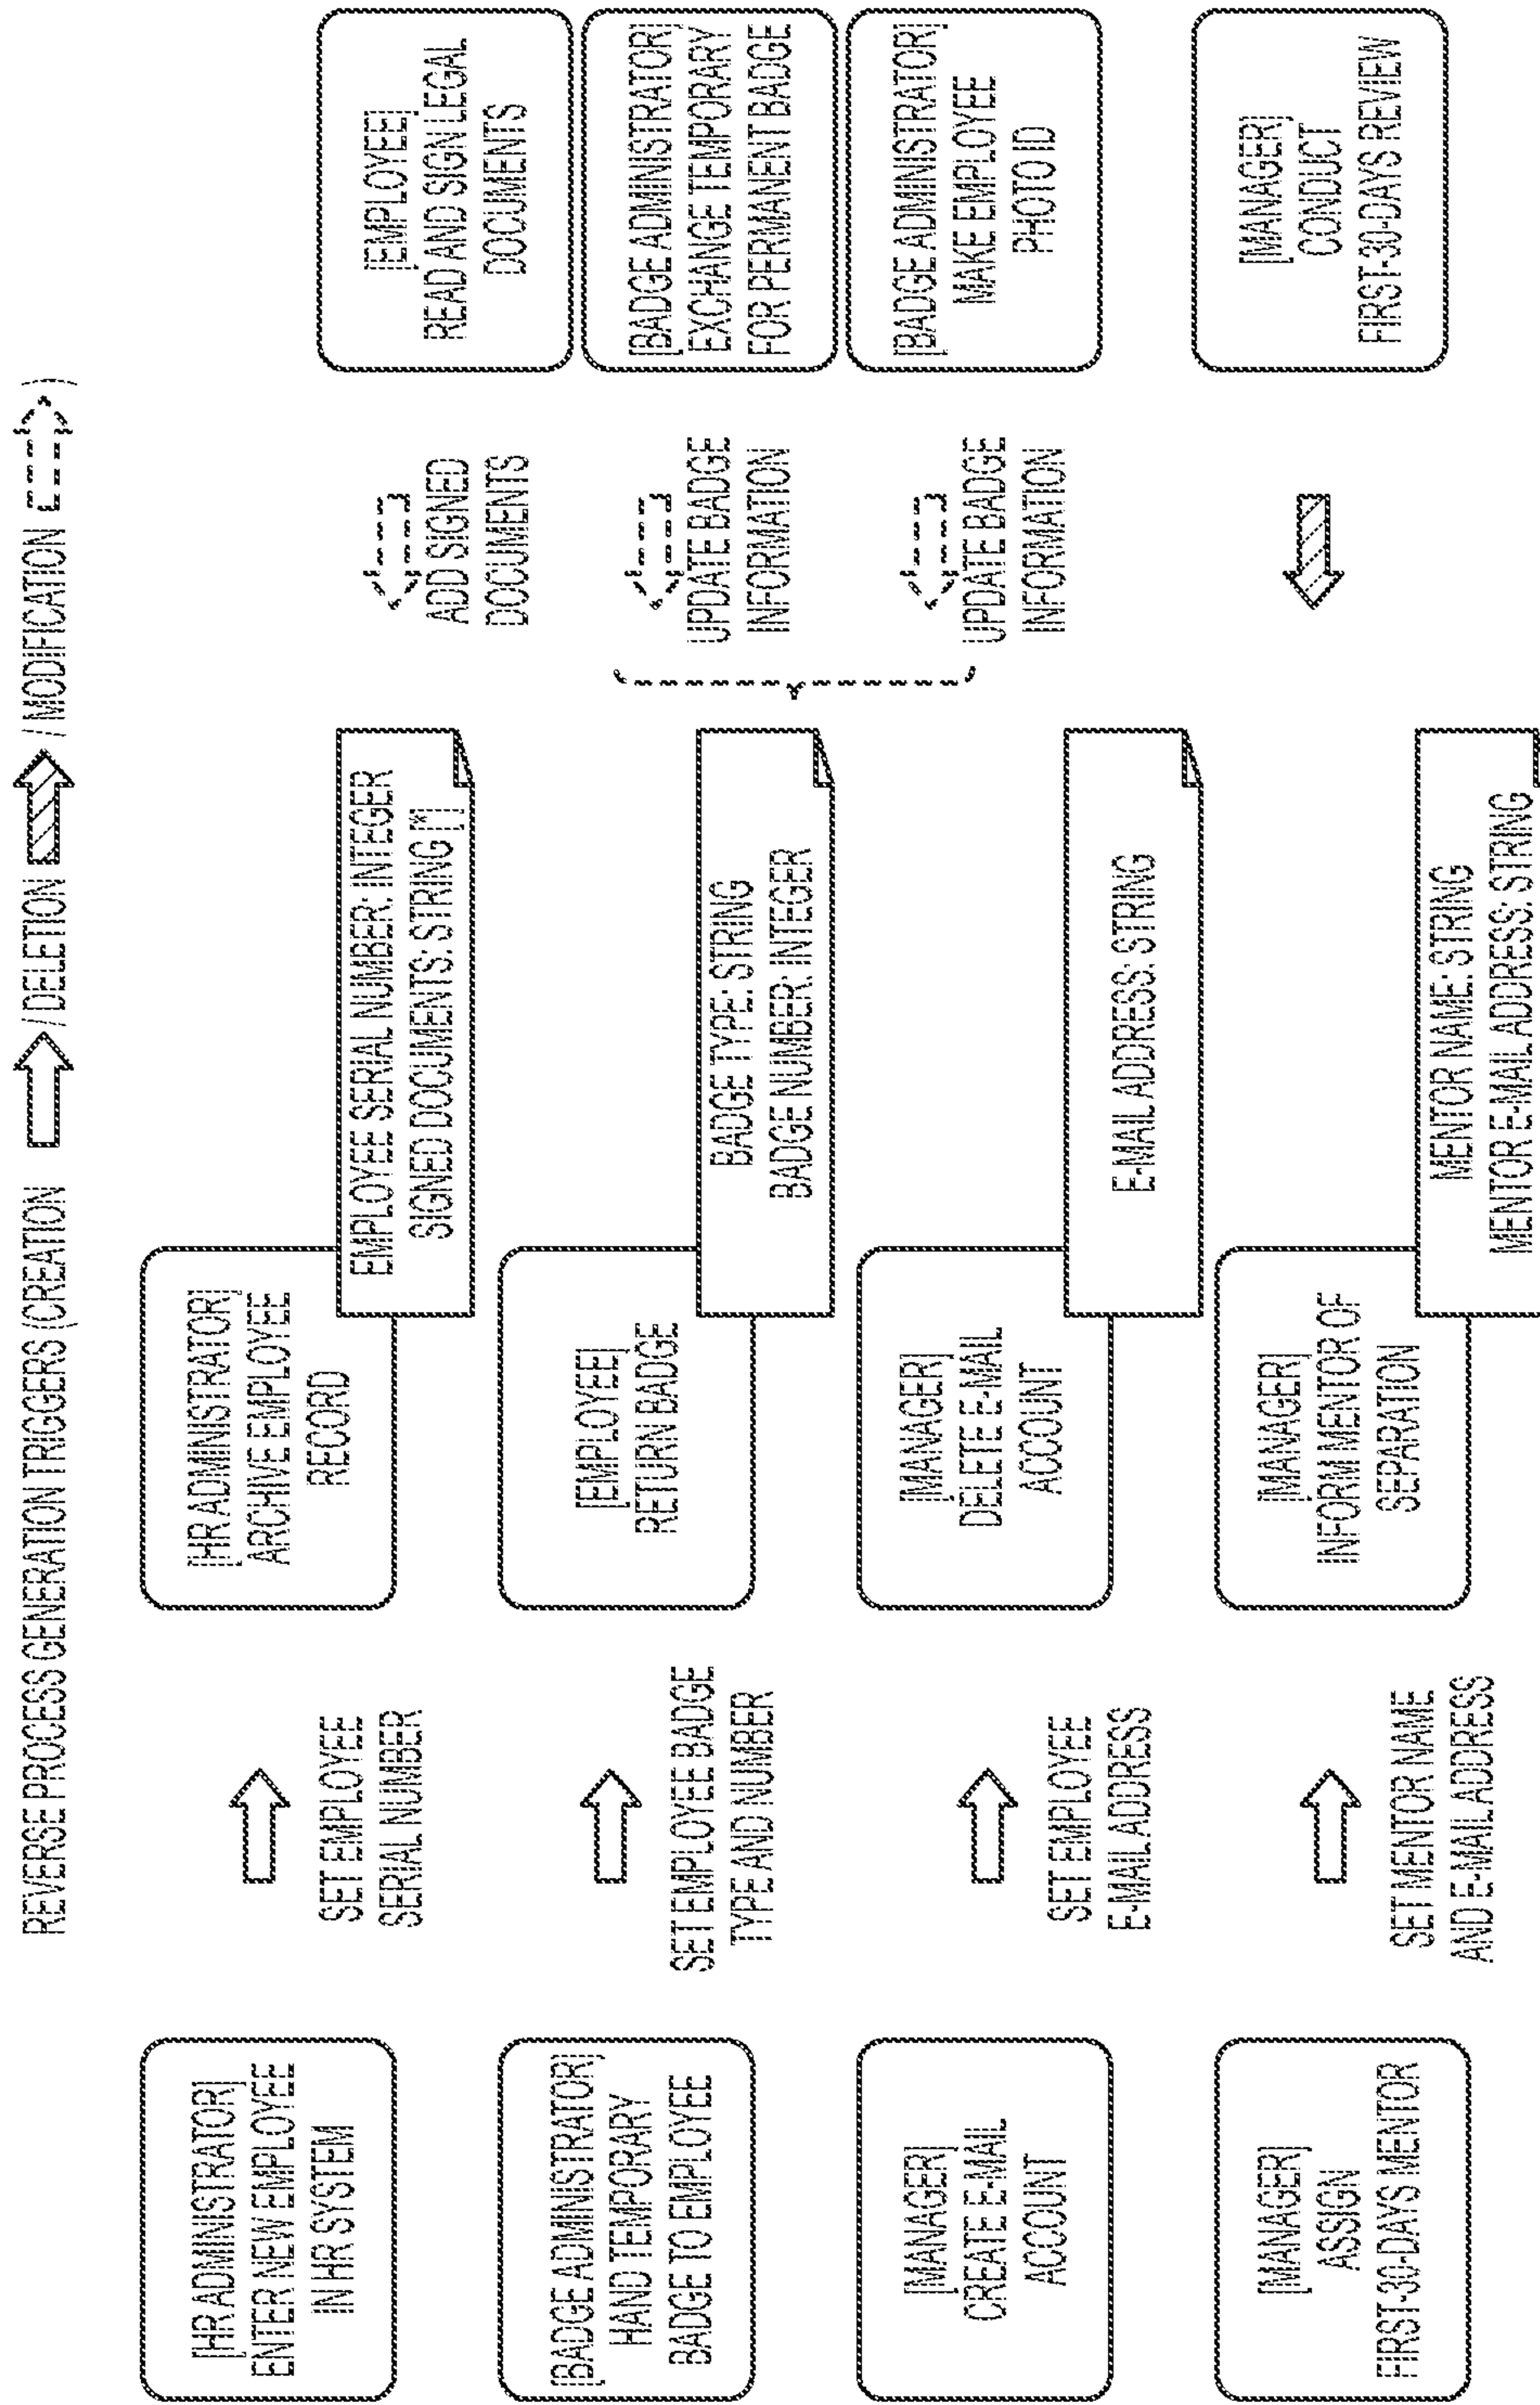 REVERSE PROCESS GENERATION TRIGGERS (CREATION / DELETION / MODIFICATION )
[HR ADMINISTRATOR]
ENTER NEW EMPLOYEE
IN HR SYSTEM
SET EMPLOYEE
SERIAL NUMBER
[HR ADMINISTRATOR]
ARCHIVE EMPLOYEE
RECORD
EMPLOYEE SERIAL NUMBER: INTEGER
SIGNED DOCUMENTS: STRING [*]
ADD SIGNED
DOCUMENTS
[EMPLOYEE]
READ AND SIGN LEGAL
DOCUMENTS
[BADGE ADMINISTRATOR]
HAND TEMPORARY
BADGE TO EMPLOYEE
SET EMPLOYEE BADGE
TYPE AND NUMBER
[EMPLOYEE]
RETURN BADGE
BADGE TYPE: STRING
BADGE NUMBER: INTEGER
UPDATE BADGE
INFORMATION
[BADGE ADMINISTRATOR]
EXCHANGE TEMPORARY
FOR PERMANENT BADGE
UPDATE BADGE
INFORMATION
[BADGE ADMINISTRATOR]
MAKE EMPLOYEE
PHOTO ID
[MANAGER]
CREATE E-MAIL
ACCOUNT
SET EMPLOYEE
E-MAIL ADDRESS
[MANAGER]
DELETE E-MAIL
ACCOUNT
E-MAIL ADDRESS: STRING
[MANAGER]
ASSIGN
FIRST-30-DAYS MENTOR
SET MENTOR NAME
AND E-MAIL ADDRESS
[MANAGER]
INFORM MENTOR OF
SEPARATION
MENTOR NAME: STRING
MENTOR E-MAIL ADDRESS: STRING
[MANAGER]
CONDUCT
FIRST-30-DAYS REVIEW